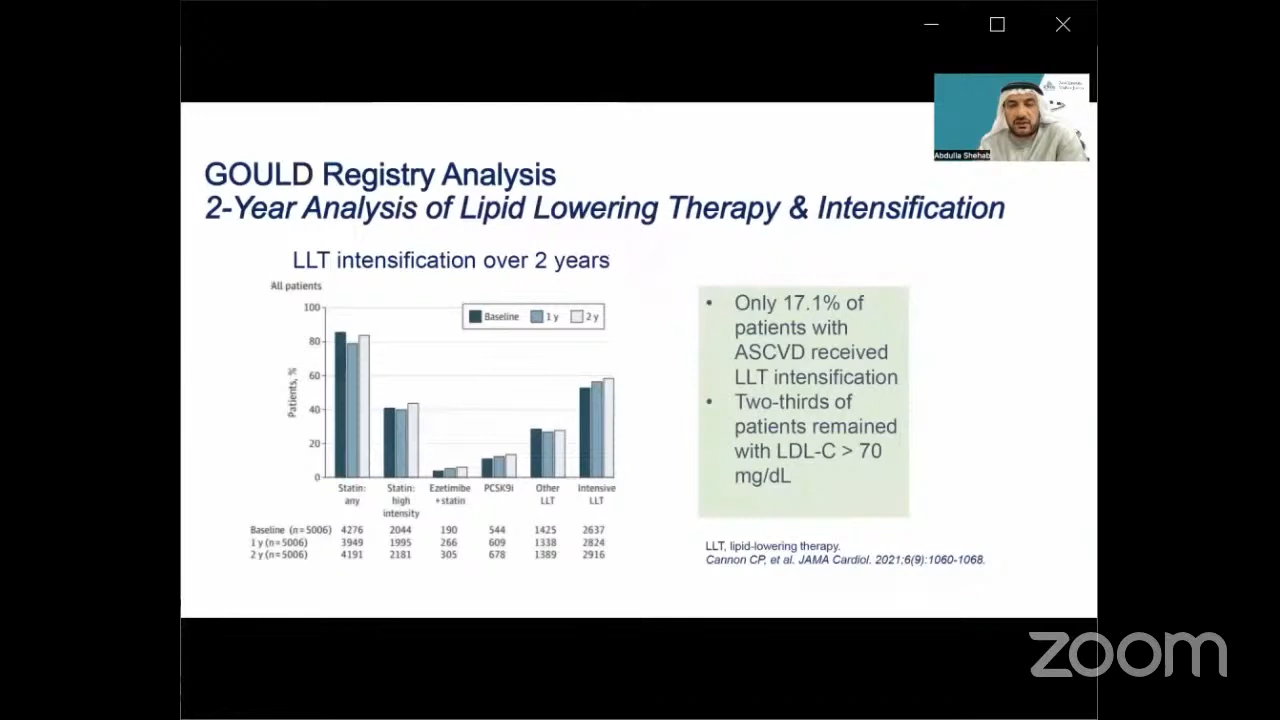 Abdulla Shehab
GOULD Registry Analysis
2-Year Analysis of Lipid Lowering Therapy & Intensification
LLT intensification over 2 years
All patients
Baseline 1 y 2 y
Patients, %
100
80
60
40
20
0
Statin: any
Statin: high intensity
Ezetimibe + statin
PCSK9i
Other LLT
Intensive LLT
Baseline (n=5006) 4276 2044 190 544 1425 2637
1 y (n=5006) 3949 1995 266 609 1338 2824
2 y (n=5006) 4191 2181 305 678 1389 2916
• Only 17.1% of
patients with
ASCVD received
LLT intensification
• Two-thirds of
patients remained
with LDL-C > 70
mg/dL
LLT, lipid-lowering therapy.
Cannon CP, et al. JAMA Cardiol. 2021;6(9):1060-1068.
zoom